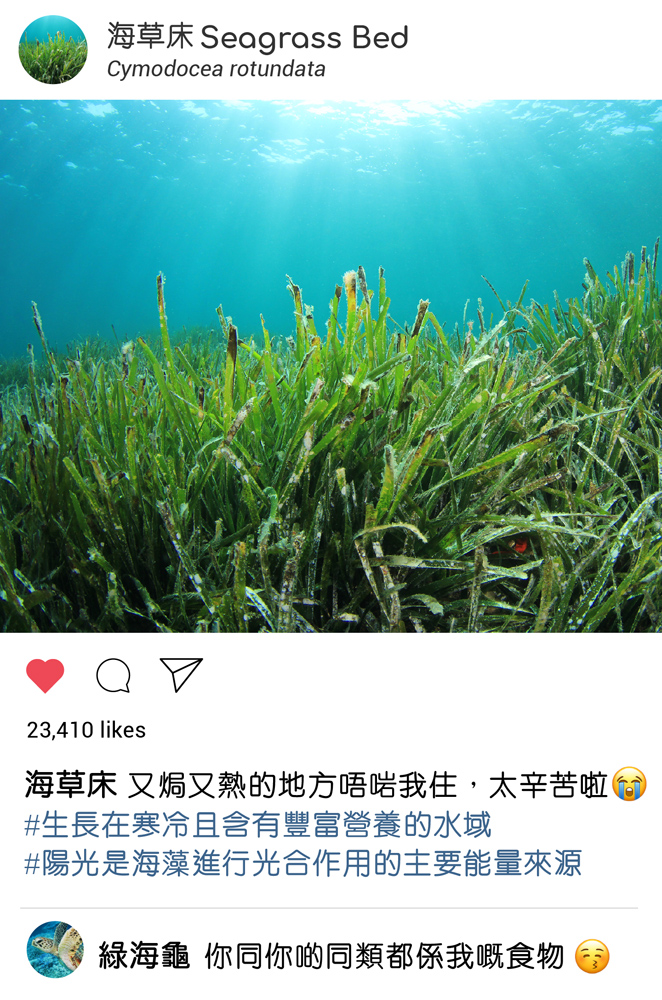 海草床 Seagrass Bed
Cymodocea rotundata
23,410 likes
海草床 又焗又熱的地方唔啱我住，太辛苦啦😭
#生長在寒冷且含有豐富營養的水域
#陽光是海藻進行光合作用的主要能量來源
綠海龜 你同你啲同類都係我嘅食物 😚